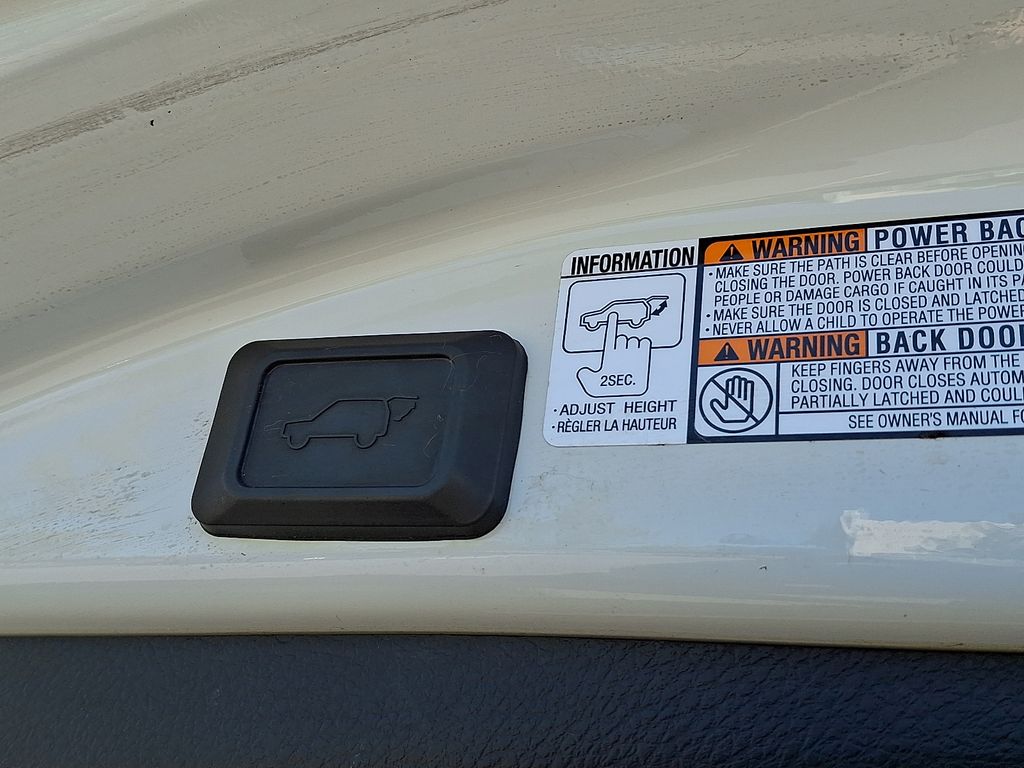 INFORMATION
2SEC.
· ADJUST HEIGHT
· RÈGLER LA HAUTEUR
WARNING POWER BAC
· MAKE SURE THE PATH IS CLEAR BEFORE OPENIN
CLOSING THE DOOR. POWER BACK DOOR COULD
PEOPLE OR DAMAGE CARGO IF CAUGHT IN ITS PA
· MAKE SURE THE DOOR IS CLOSED AND LATCHED
· NEVER ALLOW A CHILD TO OPERATE THE POWER
WARNING BACK DOOR
KEEP FINGERS AWAY FROM THE
CLOSING. DOOR CLOSES AUTOM
PARTIALLY LATCHED AND COUL
SEE OWNER'S MANUAL FO